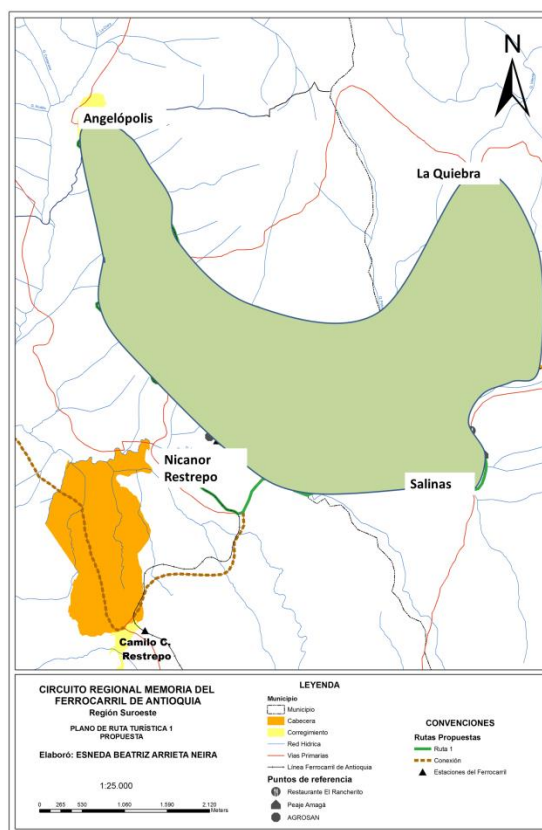 N
Angelópolis
La Quiebra
Nicanor
Restrepo
Salinas
Camilo C.
Restrepo
CIRCUITO REGIONAL MEMORIA DEL
FERROCARRIL DE ANTIOQUIA
Región Suroeste
PLANO DE RUTA TURÍSTICA 1
PROPUESTA
Elaboró: ESNEDA BEATRIZ ARRIETA NEIRA
1:25.000
0 265 530 1.060 1.590 2.120
Meters
LEYENDA
Municipio
Municipio
Cabecera
Corregimiento
Red Hídrica
Vías Primarias
Línea Ferrocarril de Antioquia
Puntos de referencia
Restaurante El Rancherito
Peaje Amagá
AGROSAN
CONVENCIONES
Rutas Propuestas
Ruta 1
Conexión
Estaciones del Ferrocarril